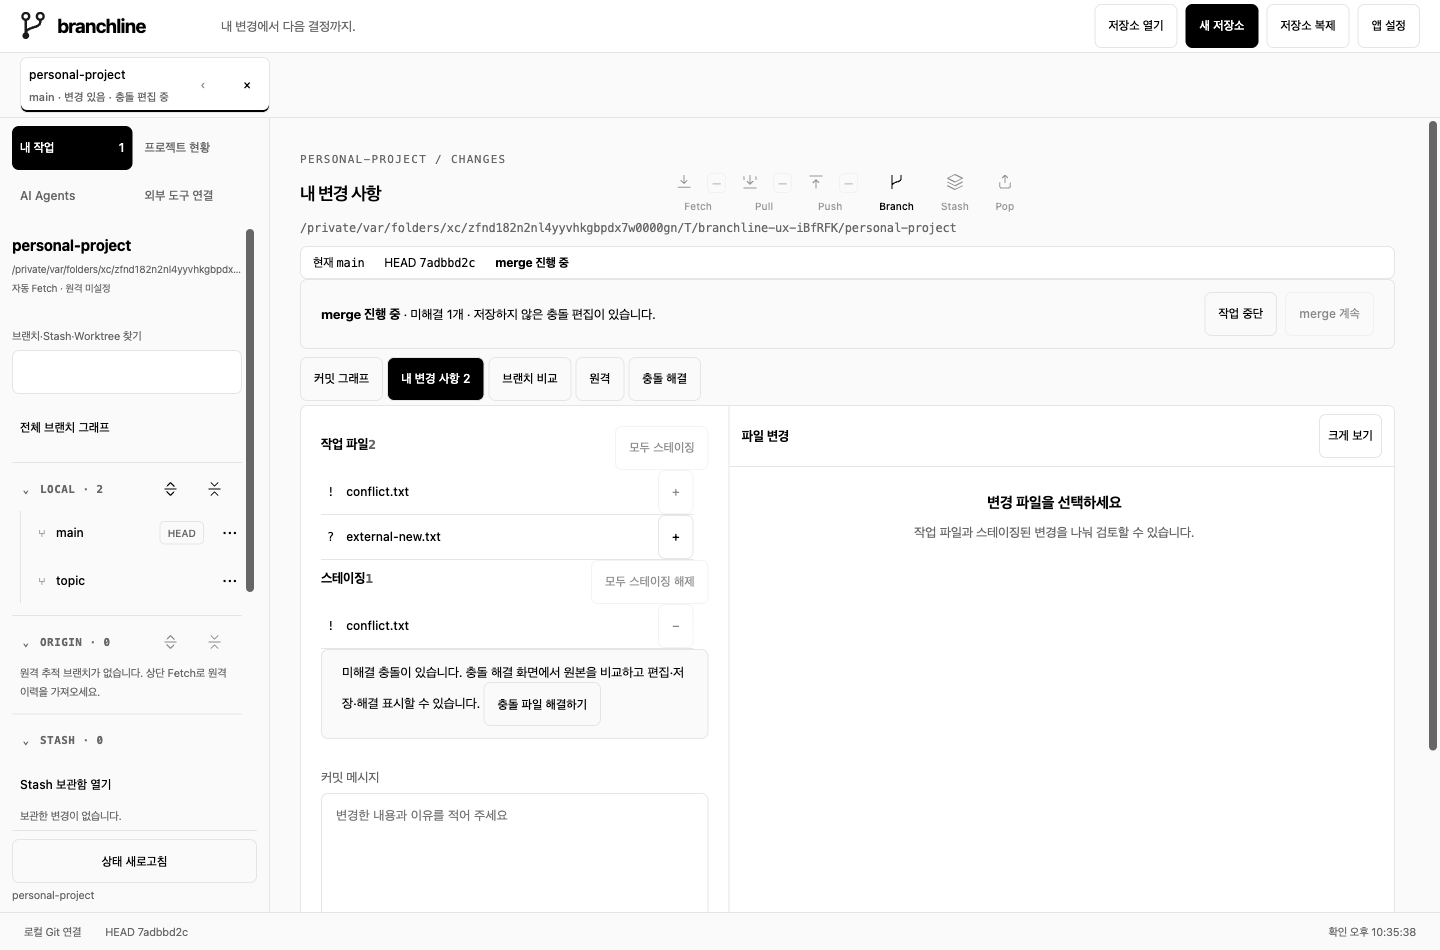 branchline
내 변경에서 다음 결정까지.
저장소 열기
새 저장소
저장소 복제
앱 설정
personal-project
main · 변경 있음 · 충돌 편집 중
‹
×
내 작업 1
프로젝트 현황
AI Agents
외부 도구 연결
personal-project
/private/var/folders/xc/zfnd182n2nl4yyvhkgbpdx...
자동 Fetch · 원격 미설정
브랜치·Stash·Worktree 찾기
전체 브랜치 그래프
LOCAL · 2
main HEAD ···
topic ···
ORIGIN · 0
원격 추적 브랜치가 없습니다. 상단 Fetch로 원격
이력을 가져오세요.
STASH · 0
Stash 보관함 열기
보관한 변경이 없습니다.
상태 새로고침
personal-project
PERSONAL-PROJECT / CHANGES
내 변경 사항
Fetch
Pull
Push
Branch
Stash
Pop
/private/var/folders/xc/zfnd182n2nl4yyvhkgbpdx7w0000gn/T/branchline-ux-iBfRFK/personal-project
현재 main HEAD 7adbbd2c merge 진행 중
merge 진행 중 · 미해결 1개 · 저장하지 않은 충돌 편집이 있습니다.
작업 중단
merge 계속
커밋 그래프
내 변경 사항 2
브랜치 비교
원격
충돌 해결
작업 파일2
모두 스테이징
! conflict.txt +
? external-new.txt +
스테이징1
모두 스테이징 해제
! conflict.txt −
미해결 충돌이 있습니다. 충돌 해결 화면에서 원본을 비교하고 편집·저
장·해결 표시할 수 있습니다. 충돌 파일 해결하기
커밋 메시지
변경한 내용과 이유를 적어 주세요
파일 변경
크게 보기
변경 파일을 선택하세요
작업 파일과 스테이징된 변경을 나눠 검토할 수 있습니다.
로컬 Git 연결
HEAD 7adbbd2c
확인 오후 10:35:38